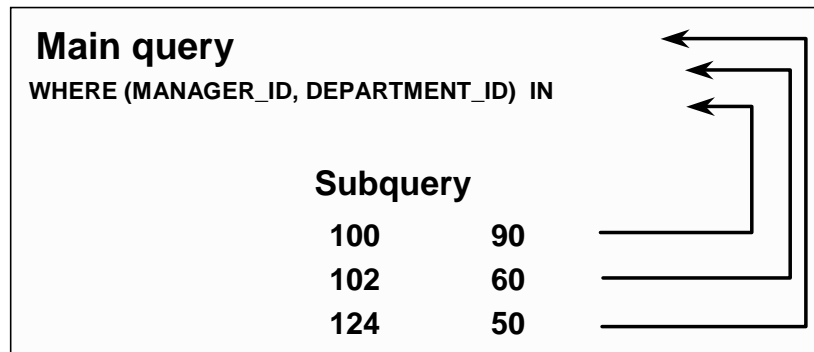 Main query
WHERE (MANAGER_ID, DEPARTMENT_ID) IN
Subquery
100 90
102 60
124 50